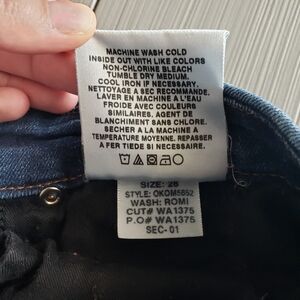 MACHINE WASH COLD
INSIDE OUT WITH LIKE COLORS
NON-CHLORINE BLEACH
TUMBLE DRY MEDIUM.
COOL IRON IF NECESSARY.
NETTOYAGE A SEC RECOMMANDE.
LAVER EN MACHINE A L'EAU
FROIDE AVEC COULEURS
SIMILAIRES. AGENT DE
BLANCHIMENT SANS CHLORE.
SECHER A LA MACHINE A
TEMPERATURE MOYENNE. REPASSER
A FER TIEDE SI NECESSAIRE.
SIZE: 26
STYLE: OKOM5852
WASH: ROMI
CUT# WA1375
P.O# WA1375
SEC-01